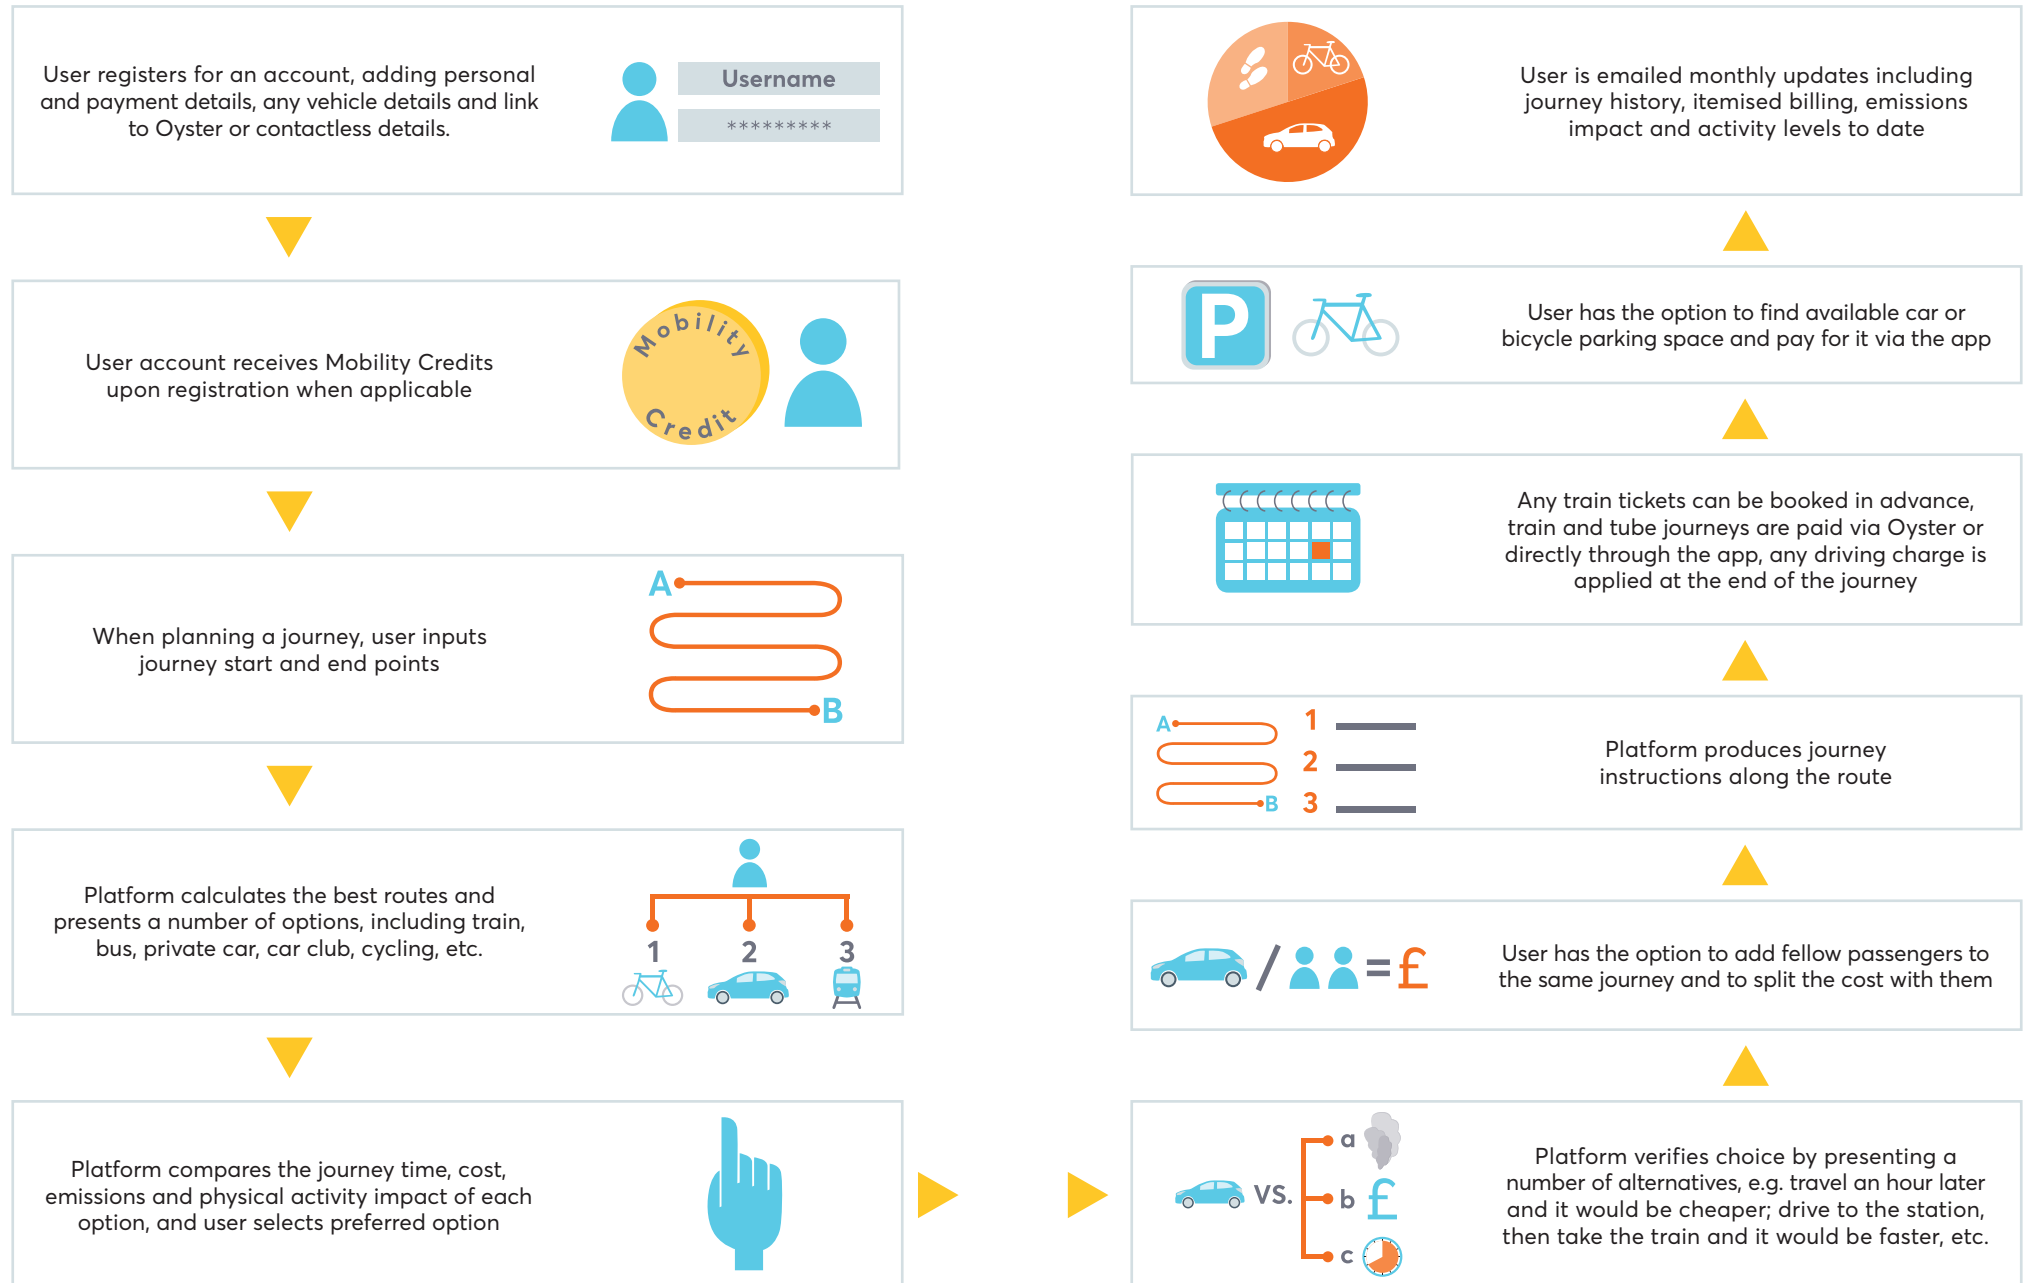 User registers for an account, adding personal
and payment details, any vehicle details and link
to Oyster or contactless details.
Username
*********
User account receives Mobility Credits
upon registration when applicable
Mobility
Credit
When planning a journey, user inputs
journey start and end points
A
B
Platform calculates the best routes and
presents a number of options, including train,
bus, private car, car club, cycling, etc.
1 2 3
Platform compares the journey time, cost,
emissions and physical activity impact of each
option, and user selects preferred option
VS.
a
b £
c
Platform verifies choice by presenting a
number of alternatives, e.g. travel an hour later
and it would be cheaper; drive to the station,
then take the train and it would be faster, etc.
/ = £
User has the option to add fellow passengers to
the same journey and to split the cost with them
A
B
1
2
3
Platform produces journey
instructions along the route
Any train tickets can be booked in advance,
train and tube journeys are paid via Oyster or
directly through the app, any driving charge is
applied at the end of the journey
P
User has the option to find available car or
bicycle parking space and pay for it via the app
User is emailed monthly updates including
journey history, itemised billing, emissions
impact and activity levels to date